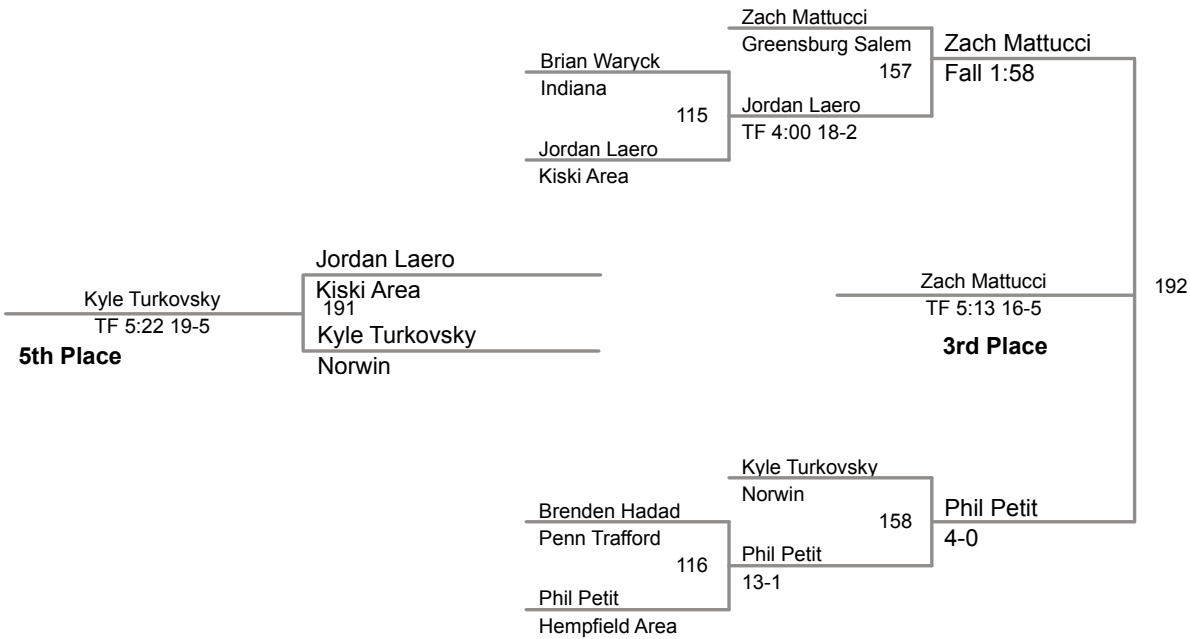 Zach Mattucci
Greensburg Salem
Zach Mattucci
157
Fall 1:58
Brian Waryck
Indiana
115
Jordan Laero
TF 4:00 18-2
Jordan Laero
Kiski Area
Jordan Laero
Kiski Area
191
Kyle Turkovsky
TF 5:22 19-5
5th Place
Kyle Turkovsky
Norwin
Zach Mattucci
192
TF 5:13 16-5
3rd Place
Kyle Turkovsky
Norwin
158
Phil Petit
4-0
Brenden Hadad
Penn Trafford
116
Phil Petit
13-1
Phil Petit
Hempfield Area